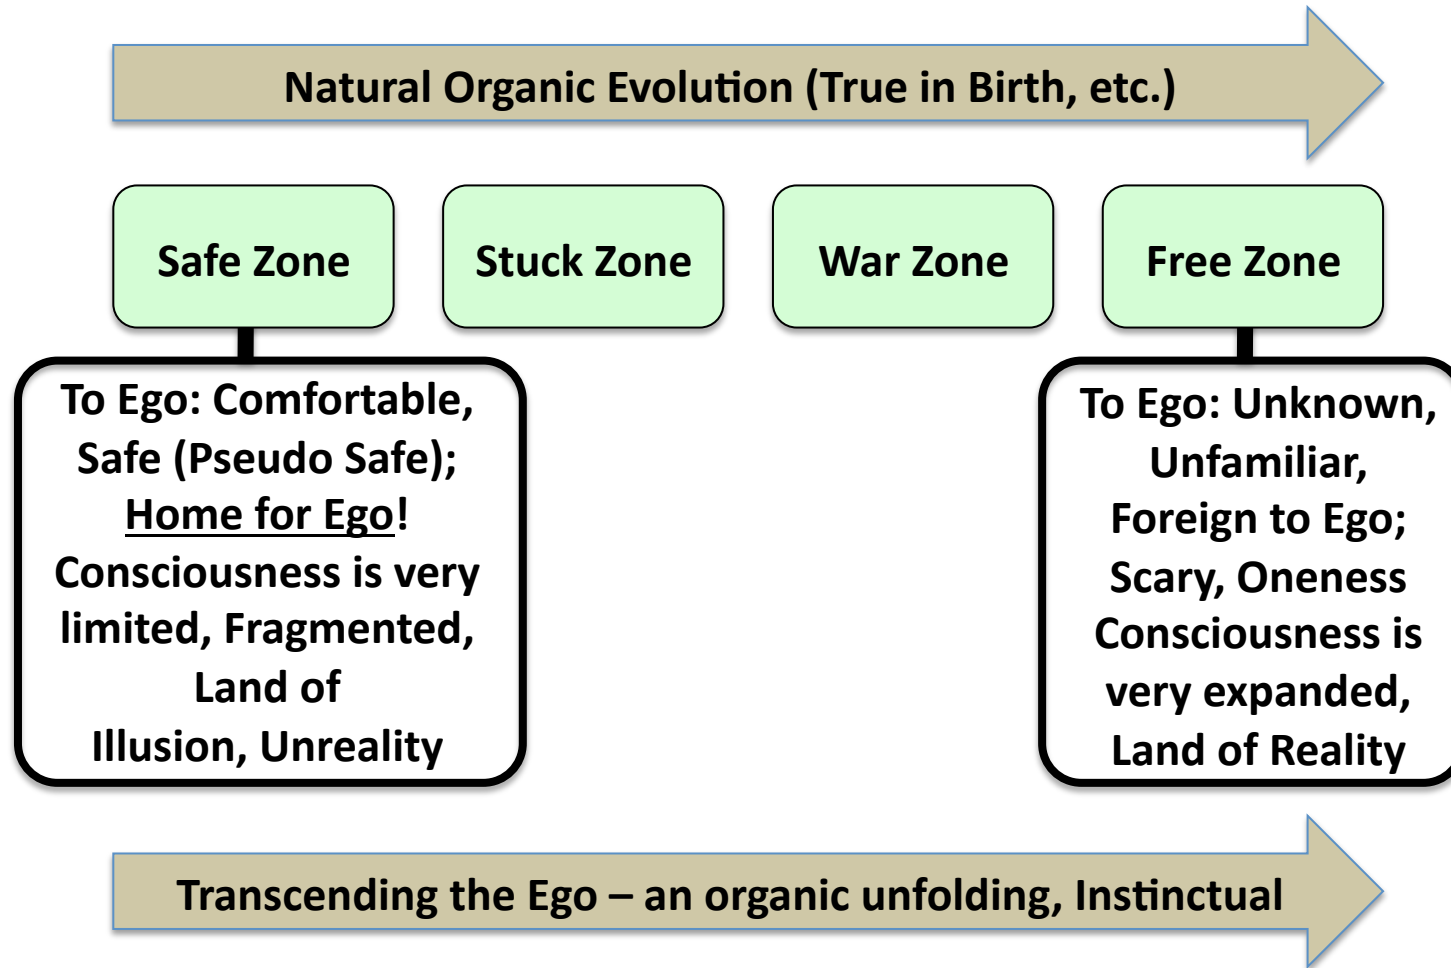 Natural Organic Evolution (True in Birth, etc.)
Safe Zone
Stuck Zone
War Zone
Free Zone
To Ego: Comfortable,
Safe (Pseudo Safe);
Home for Ego!
Consciousness is very
limited, Fragmented,
Land of
Illusion, Unreality
To Ego: Unknown,
Unfamiliar,
Foreign to Ego;
Scary, Oneness
Consciousness is
very expanded,
Land of Reality
Transcending the Ego – an organic unfolding, Instinctual